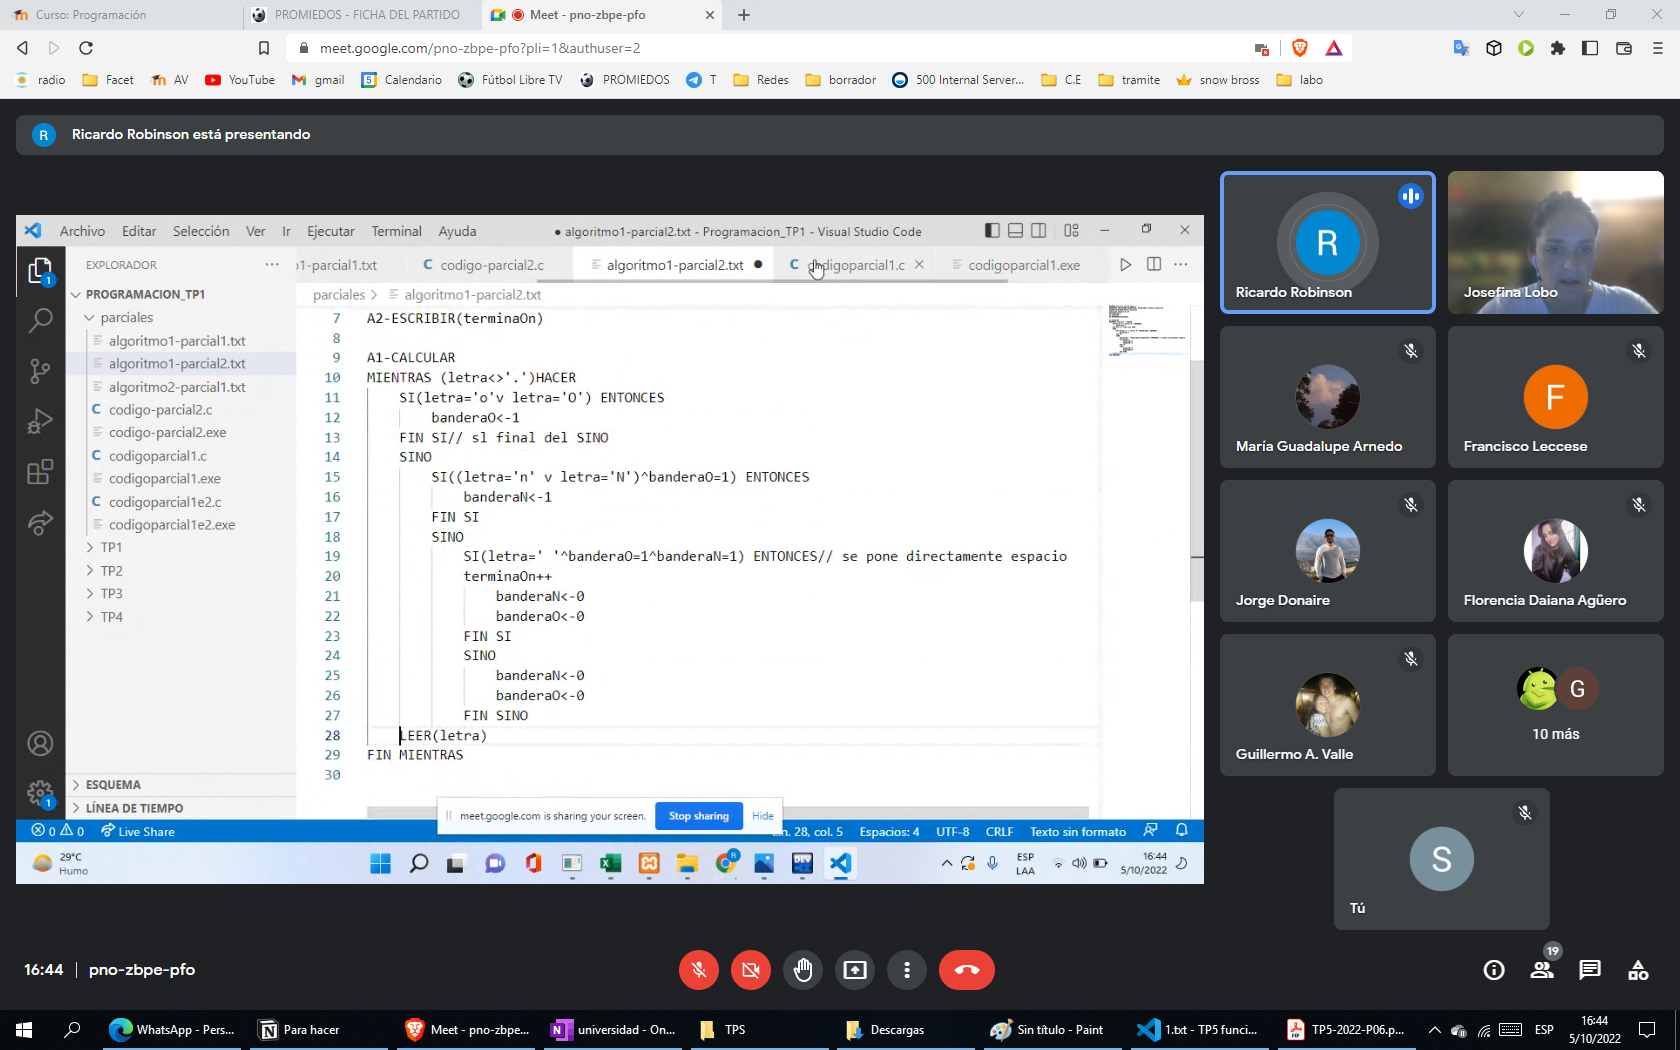 Curso: Programación
PROMIEDOS - FICHA DEL PARTIDO
Meet - pno-zbpe-pfo
meet.google.com/pno-zbpe-pfo?pli=1&authuser=2
radio
Facet
AV
YouTube
gmail
Calendario
Fútbol Libre TV
PROMIEDOS
T
Redes
borrador
500 Internal Server...
C.E
tramite
snow bross
labo
R
Ricardo Robinson está presentando
Archivo Editar Selección Ver Ir Ejecutar Terminal Ayuda
● algoritmo1-parcial2.txt - Programacion_TP1 - Visual Studio Code
EXPLORADOR ...
o1-parcial1.txt
C codigo-parcial2.c
algoritmo1-parcial2.txt ●
codigoparcial1.exe
parciales > algoritmo1-parcial2.txt
PROGRAMACION_TP1
parciales
algoritmo1-parcial1.txt
algoritmo1-parcial2.txt
algoritmo2-parcial1.txt
C codigo-parcial2.c
codigo-parcial2.exe
C codigoparcial1.c
codigoparcial1.exe
C codigoparcial1e2.c
codigoparcial1e2.exe
TP1
TP2
TP3
TP4
ESQUEMA
LÍNEA DE TIEMPO
7 A2-ESCRIBIR(terminaOn)
8
9 A1-CALCULAR
10 MIENTRAS (letra<>'.')HACER
11 SI(letra='o'v letra='O') ENTONCES
12 banderaO<-1
13 FIN SI// sl final del SINO
14 SINO
15 SI((letra='n' v letra='N')^banderaO=1) ENTONCES
16 banderaN<-1
17 FIN SI
18 SINO
19 SI(letra=' '^banderaO=1^banderaN=1) ENTONCES// se pone directamente espacio
20 terminaOn++
21 banderaN<-0
22 banderaO<-0
23 FIN SI
24 SINO
25 banderaN<-0
26 banderaO<-0
27 FIN SINO
28 LEER(letra)
29 FIN MIENTRAS
30
meet.google.com is sharing your screen.
Stop sharing
Hide
0 0
Live Share
Ln. 28, col. 5
Espacios: 4
UTF-8
CRLF
Texto sin formato
29°C
Humo
ESP
LAA
16:44
5/10/2022
R
Ricardo Robinson
Josefina Lobo
María Guadalupe Arnedo
F
Francisco Leccese
Jorge Donaire
Florencia Daiana Agüero
Guillermo A. Valle
G
10 más
S
Tú
16:44 | pno-zbpe-pfo
19
WhatsApp - Pers...
Para hacer
Meet - pno-zbpe...
universidad - On...
TPS
Descargas
Sin título - Paint
1.txt - TP5 funci...
TP5-2022-P06.p...
ESP
16:44
5/10/2022